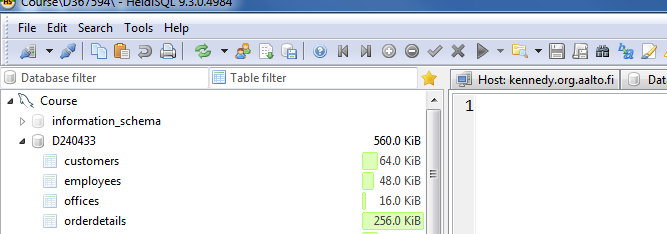 Course\D367594\ - HeidiSQL 9.3.0.4984
File Edit Search Tools Help
Database filter Table filter Host: kennedy.org.aalto.fi Dat
Course 1
information_schema
D240433 560.0 KiB
customers 64.0 KiB
employees 48.0 KiB
offices 16.0 KiB
orderdetails 256.0 KiB